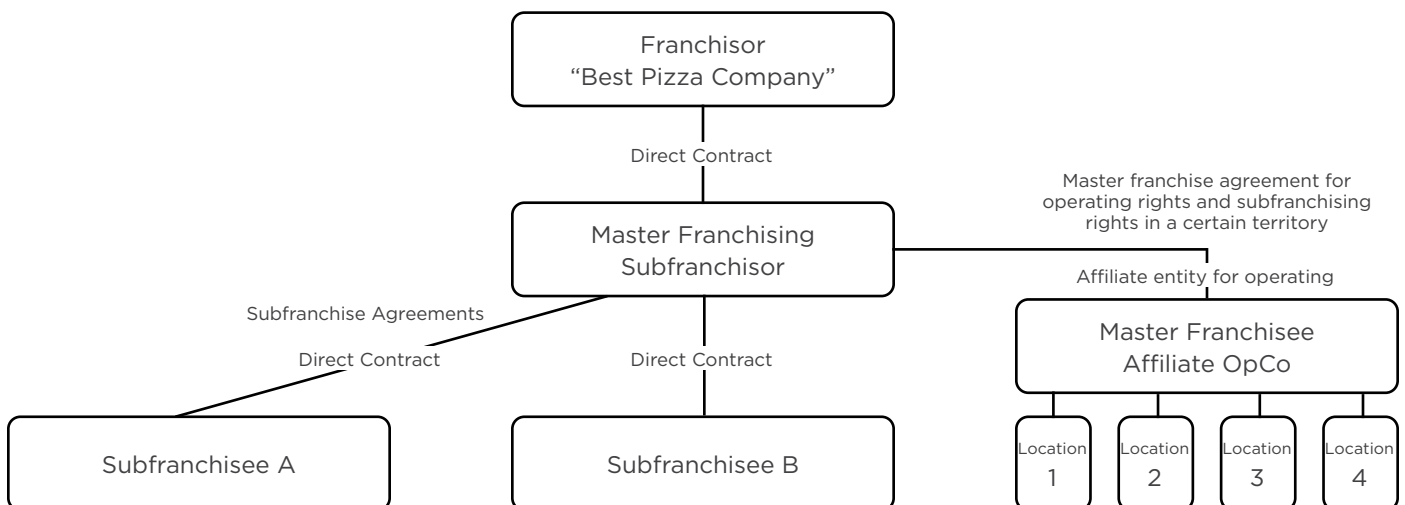 Franchisor
“Best Pizza Company”
Direct Contract
Master franchise agreement for
operating rights and subfranchising
rights in a certain territory
Master Franchising
Subfranchisor
Affiliate entity for operating
Subfranchise Agreements
Direct Contract
Direct Contract
Master Franchisee
Affiliate OpCo
Subfranchisee A
Subfranchisee B
Location
1
Location
2
Location
3
Location
4